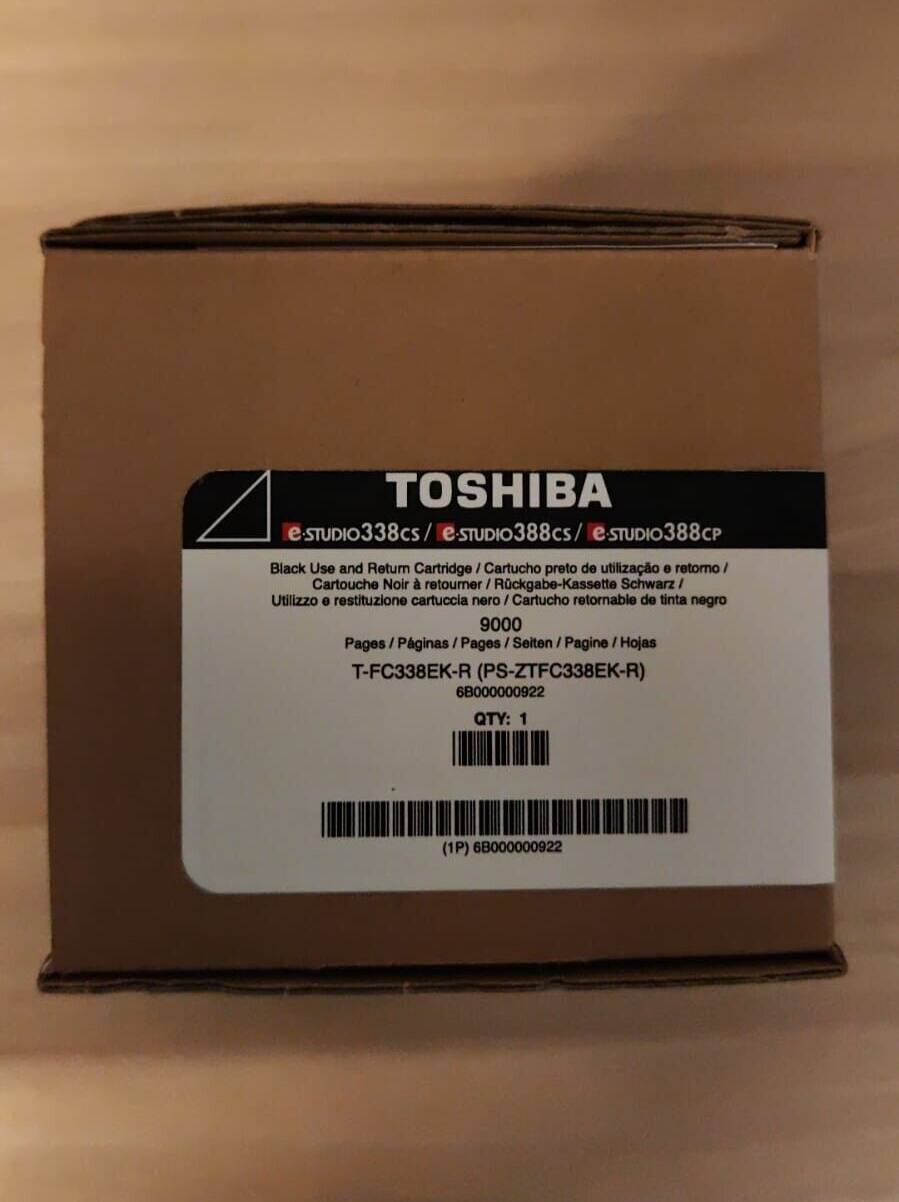 TOSHIBA
e-STUDIO338CS / e-STUDIO388CS / e-STUDIO388CP
Black Use and Return Cartridge / Cartucho preto de utilização e retorno /
Cartouche Noir à retourner / Rückgabe-Kassette Schwarz /
Utilizzo e restituzione cartuccia nero / Cartucho retornable de tinta negro
9000
Pages / Páginas / Pages / Seiten / Pagine / Hojas
T-FC338EK-R (PS-ZTFC338EK-R)
6B000000922
QTY: 1
(1P) 6B000000922